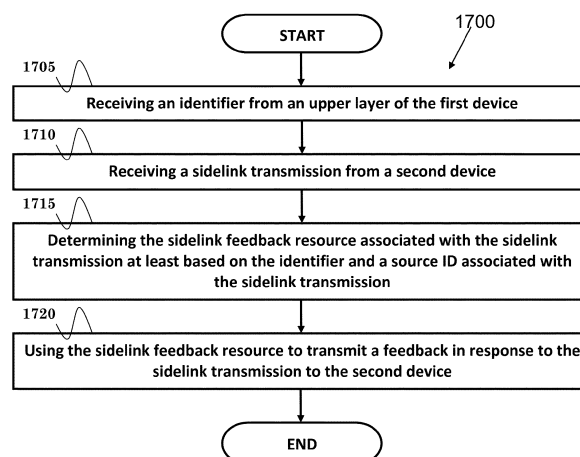 START
1700
1705
Receiving an identifier from an upper layer of the first device
1710
Receiving a sidelink transmission from a second device
1715
Determining the sidelink feedback resource associated with the sidelink
transmission at least based on the identifier and a source ID associated with
the sidelink transmission
1720
Using the sidelink feedback resource to transmit a feedback in response to the
sidelink transmission to the second device
END